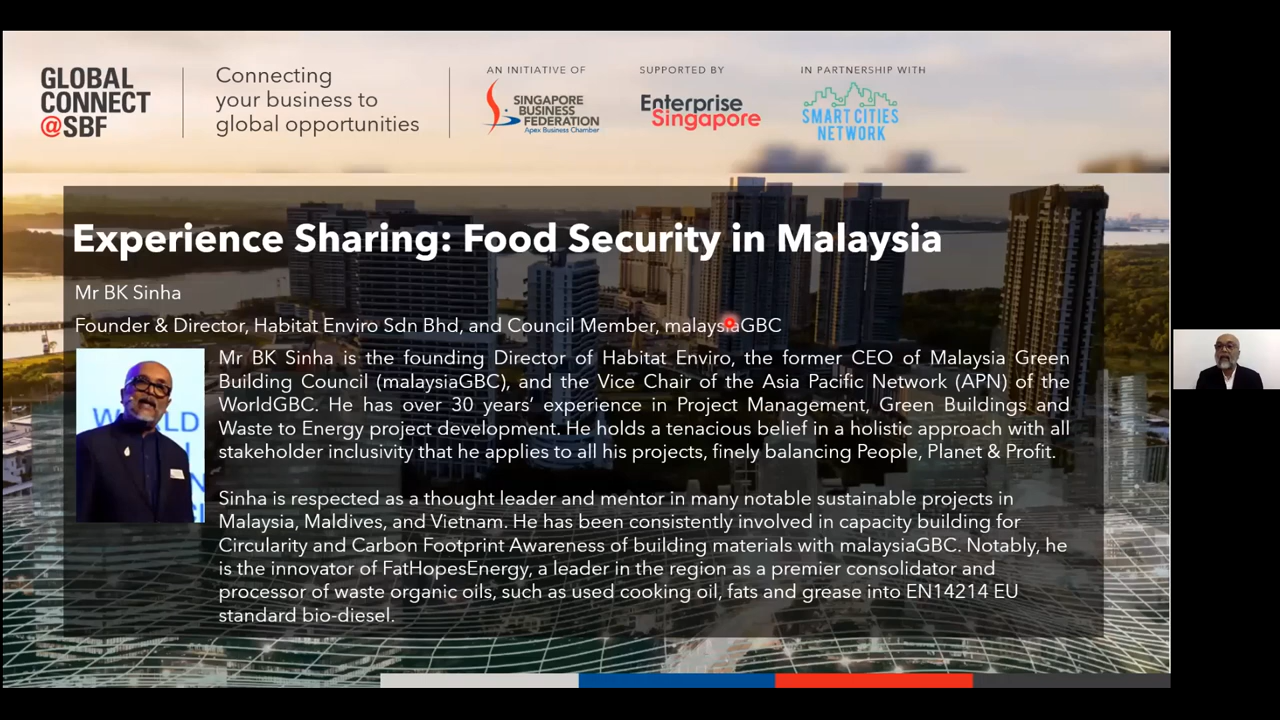 GLOBAL
CONNECT
@SBF
Connecting
your business to
global opportunities
AN INITIATIVE OF
SINGAPORE
BUSINESS
FEDERATION
Apex Business Chamber
SUPPORTED BY
Enterprise
Singapore
IN PARTNERSHIP WITH
SMART CITIES
NETWORK
Experience Sharing: Food Security in Malaysia
Mr BK Sinha
Founder & Director, Habitat Enviro Sdn Bhd, and Council Member, malaysiaGBC
Mr BK Sinha is the founding Director of Habitat Enviro, the former CEO of Malaysia Green
Building Council (malaysiaGBC), and the Vice Chair of the Asia Pacific Network (APN) of the
WorldGBC. He has over 30 years’ experience in Project Management, Green Buildings and
Waste to Energy project development. He holds a tenacious belief in a holistic approach with all
stakeholder inclusivity that he applies to all his projects, finely balancing People, Planet & Profit.
Sinha is respected as a thought leader and mentor in many notable sustainable projects in
Malaysia, Maldives, and Vietnam. He has been consistently involved in capacity building for
Circularity and Carbon Footprint Awareness of building materials with malaysiaGBC. Notably, he
is the innovator of FatHopesEnergy, a leader in the region as a premier consolidator and
processor of waste organic oils, such as used cooking oil, fats and grease into EN14214 EU
standard bio-diesel.